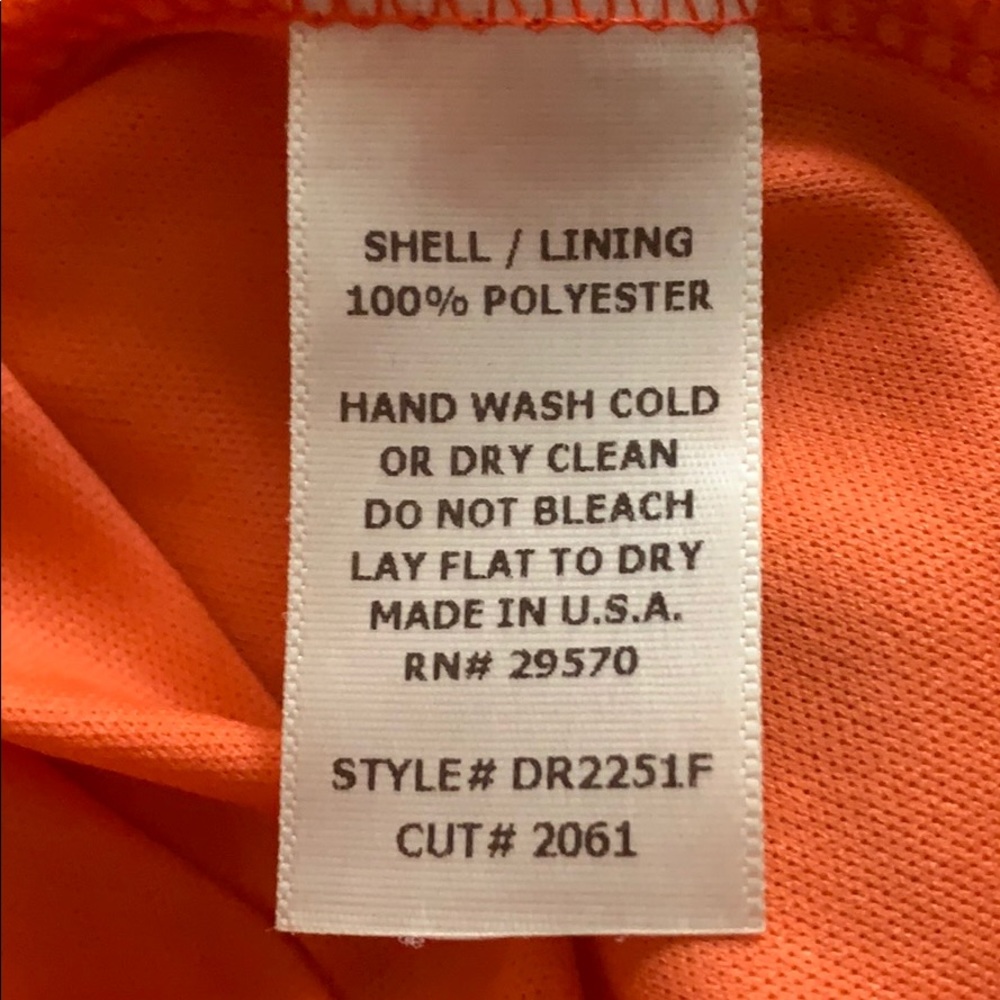 SHELL / LINING
100% POLYESTER
HAND WASH COLD
OR DRY CLEAN
DO NOT BLEACH
LAY FLAT TO DRY
MADE IN U.S.A.
RN# 29570
STYLE# DR2251F
CUT# 2061